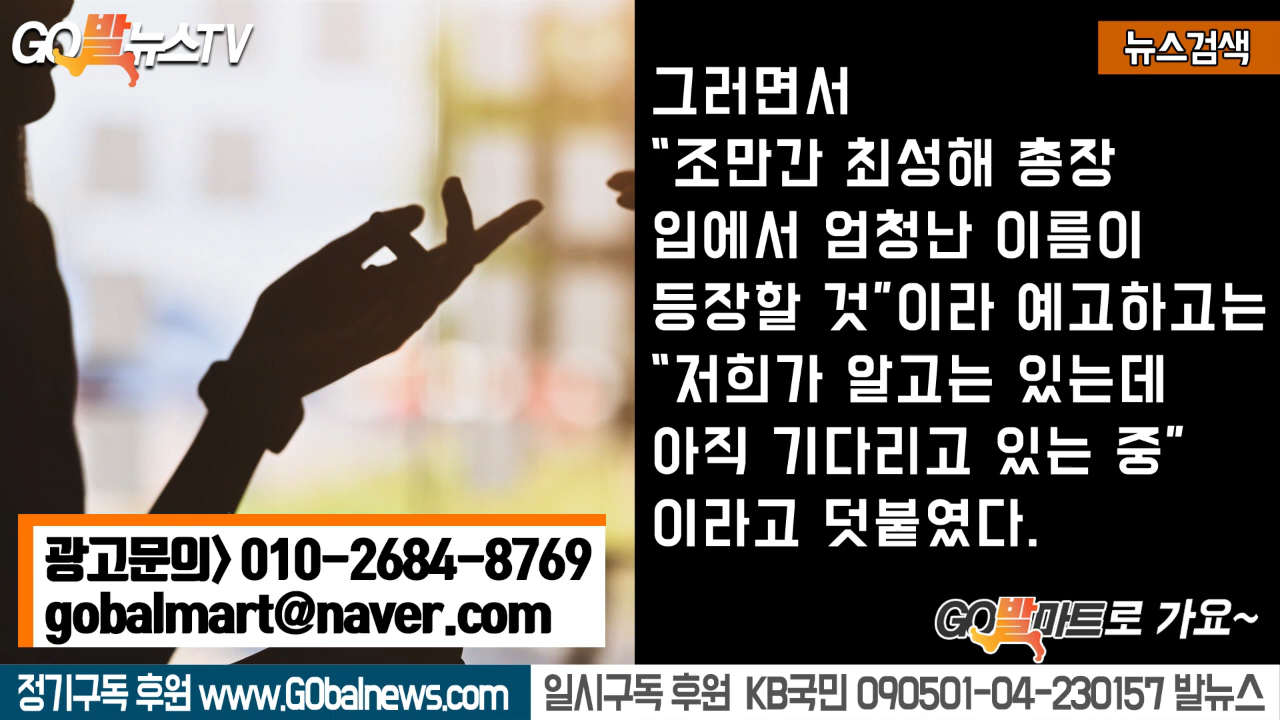 GO발뉴스TV
뉴스검색
그러면서
"조만간 최성해 총장
입에서 엄청난 이름이
등장할 것"이라 예고하고는
"저희가 알고는 있는데
아직 기다리고 있는 중"
이라고 덧붙였다.
광고문의> 010-2684-8769
gobalmart@naver.com
GO발마트로 가요~
정기구독 후원 www.GObalnews.com
일시구독 후원 KB국민 090501-04-230157 발뉴스